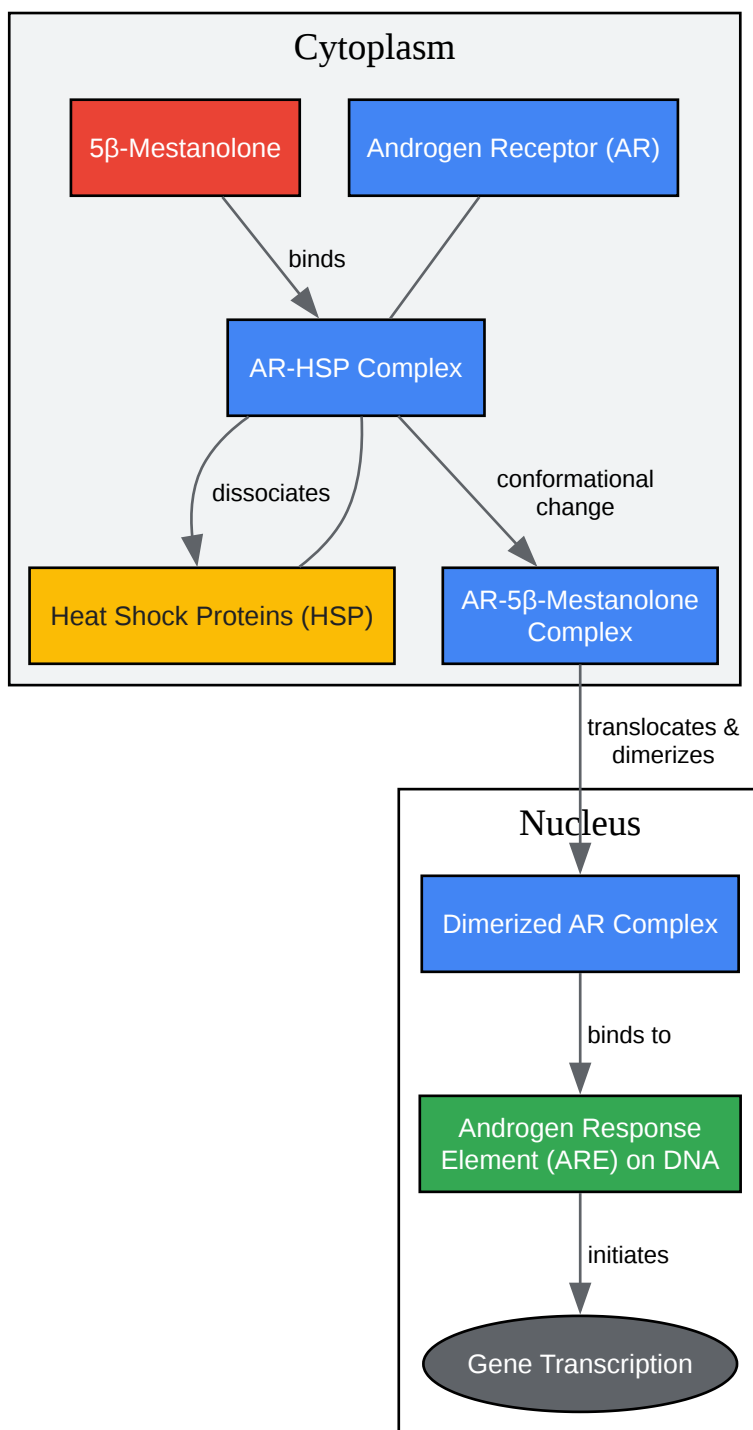 Cytoplasm
5β-Mestanolone
Androgen Receptor (AR)
binds
AR-HSP Complex
dissociates
conformational
change
Heat Shock Proteins (HSP)
AR-5β-Mestanolone
Complex
translocates &
dimerizes
Nucleus
Dimerized AR Complex
binds to
Androgen Response
Element (ARE) on DNA
initiates
Gene Transcription